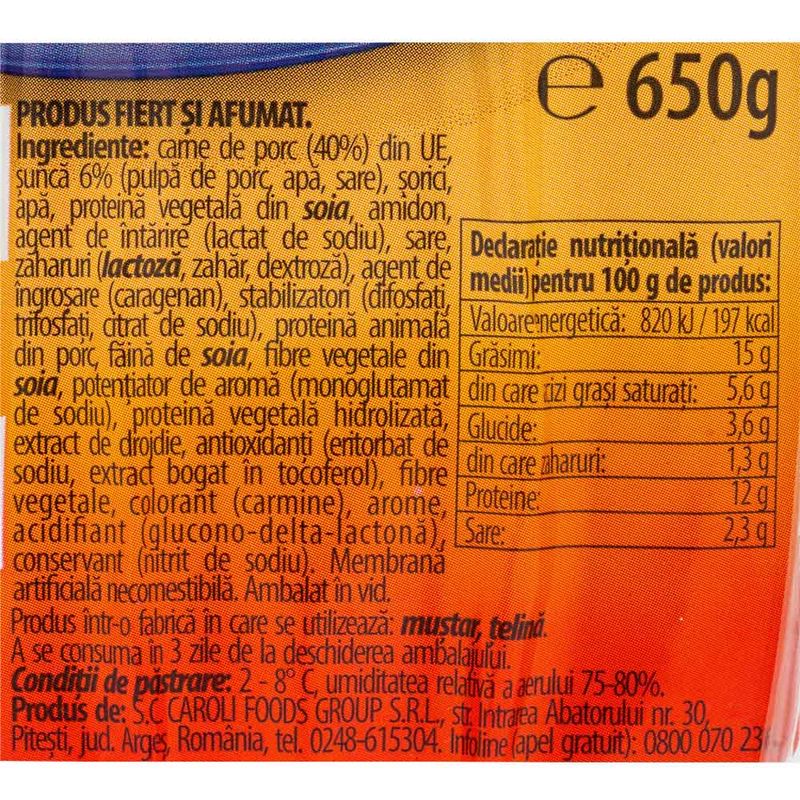 ℮ 650g
PRODUS FIERT ȘI AFUMAT.
Ingrediente: carne de porc (40%) din UE,
șuncă 6% (pulpă de porc, apă, sare), șorici,
apă, proteină vegetală din soia, amidon,
agent de întărire (lactat de sodiu), sare,
zaharuri (lactoză, zahăr, dextroză), agent de
îngroșare (caragenan), stabilizatori (difosfați,
trifosfați, citrat de sodiu), proteină animală
din porc, făină de soia, fibre vegetale din
soia, potențiator de aromă (monoglutamat
de sodiu), proteină vegetală hidrolizată,
extract de drojdie, antioxidanți (eritorbat de
sodiu, extract bogat în tocoferol), fibre
vegetale, colorant (carmine), arome,
acidifiant (glucono-delta-lactonă),
conservant (nitrit de sodiu). Membrană
artificială necomestibilă. Ambalat în vid.
Produs într-o fabrică în care se utilizează: muștar, țelină.
A se consuma în 3 zile de la deschiderea ambalajului.
Condiții de păstrare: 2 - 8° C, umiditatea relativă a aerului 75-80%.
Produs de: S.C CAROLI FOODS GROUP S.R.L., str. Intrarea Abatorului nr. 30,
Pitești, jud. Argeș, România, tel. 0248-615304. Infoline (apel gratuit): 0800 070 23
Declarație nutrițională (valori
medii) pentru 100 g de produs:
Valoare energetică: 820 kJ / 197 kcal
Grăsimi: 15 g
din care acizi grași saturați: 5,6 g
Glucide: 3,6 g
din care zaharuri: 1,3 g
Proteine: 12 g
Sare: 2,3 g